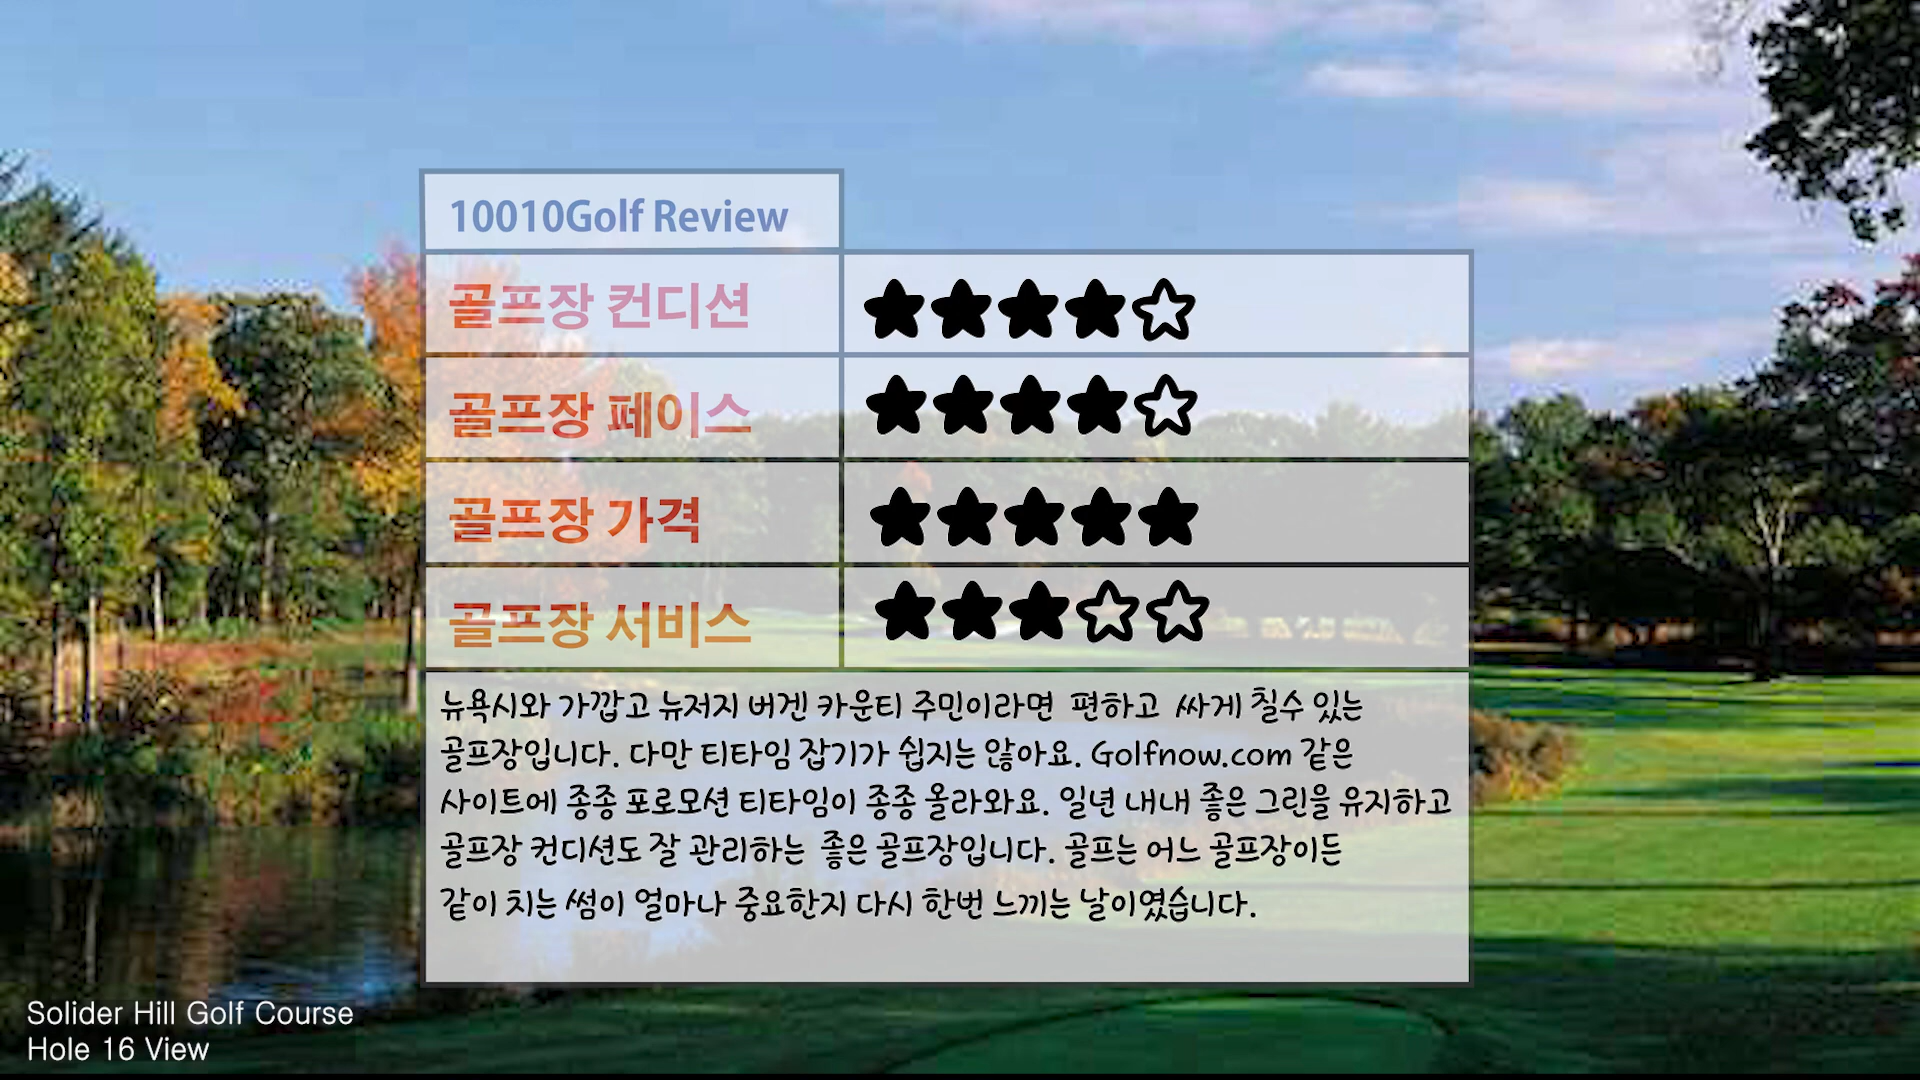 10010Golf Review
골프장 컨디션 ★★★★☆
골프장 페이스 ★★★★☆
골프장 가격 ★★★★★
골프장 서비스 ★★★☆☆
뉴욕시와 가깝고 뉴저지 버겐 카운티 주민이라면 편하고 싸게 칠수 있는
골프장입니다. 다만 티타임 잡기가 쉽지는 않아요. Golfnow.com 같은
사이트에 종종 포로모션 티타임이 종종 올라와요. 일년 내내 좋은 그린을 유지하고
골프장 컨디션도 잘 관리하는 좋은 골프장입니다. 골프는 어느 골프장이든
같이 치는 썸이 얼마나 중요한지 다시 한번 느끼는 날이였습니다.
Solider Hill Golf Course
Hole 16 View